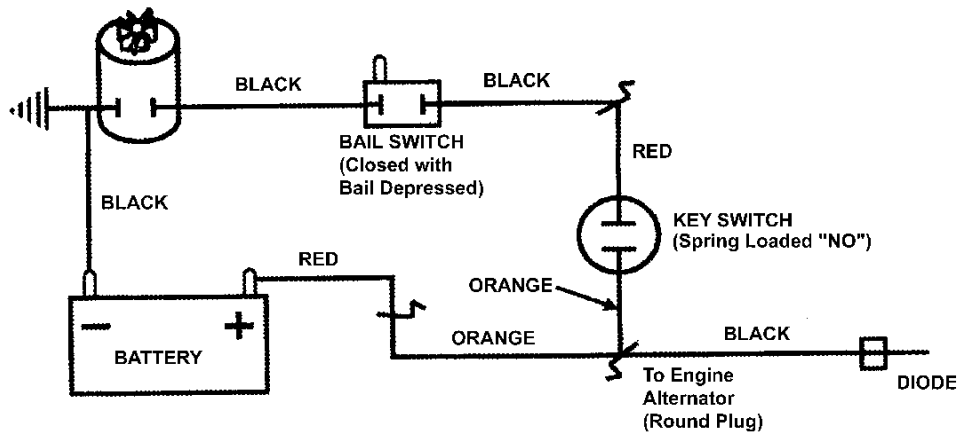 BLACK
BLACK
BAIL SWITCH
(Closed with
Bail Depressed)
RED
BLACK
KEY SWITCH
(Spring Loaded "NO")
RED
ORANGE
ORANGE
BLACK
−
+
BATTERY
To Engine
Alternator
(Round Plug)
DIODE